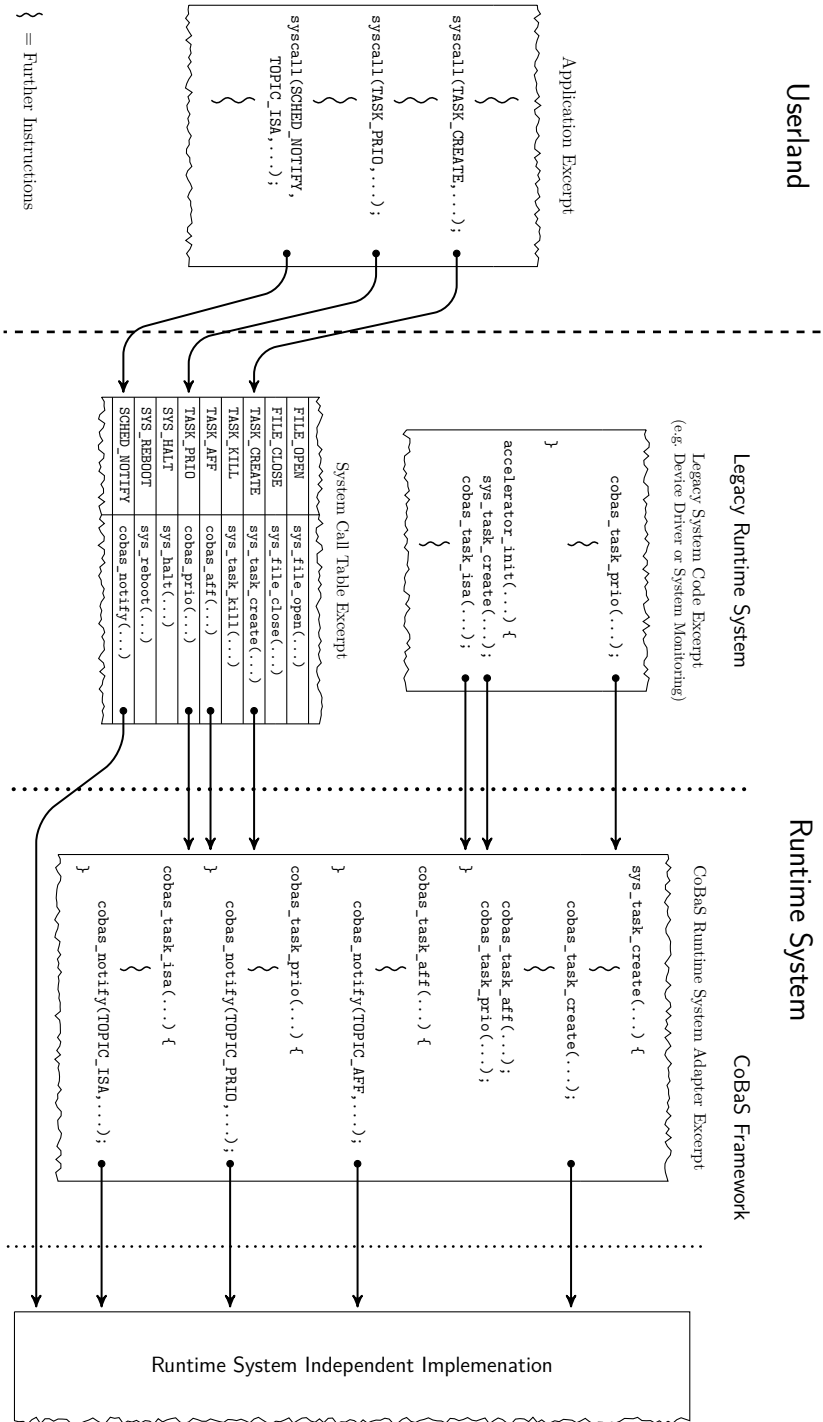 Userland
Runtime System
Legacy Runtime System
CoBaS Framework
Application Excerpt
syscall(TASK_CREATE,...);
syscall(TASK_PRIO,...);
syscall(SCHED_NOTIFY,
TOPIC_ISA,...);
= Further Instructions
Legacy System Code Excerpt
(e.g. Device Driver or System Monitoring)
cobas_task_prio(...);
}
accelerator_init(...) {
sys_task_create(...);
cobas_task_isa(...);
System Call Table Excerpt
FILE_OPEN sys_file_open(...)
FILE_CLOSE sys_file_close(...)
TASK_CREATE sys_task_create(...)
TASK_KILL sys_task_kill(...)
TASK_AFF cobas_aff(...)
TASK_PRIO cobas_prio(...)
SYS_HALT sys_halt(...)
SYS_REBOOT sys_reboot(...)
SCHED_NOTIFY cobas_notify(...)
CoBaS Runtime System Adapter Excerpt
sys_task_create(...) {
cobas_task_create(...);
cobas_task_aff(...);
cobas_task_prio(...);
}
cobas_task_aff(...) {
cobas_notify(TOPIC_AFF,...);
}
cobas_task_prio(...) {
cobas_notify(TOPIC_PRIO,...);
}
cobas_task_isa(...) {
cobas_notify(TOPIC_ISA,...);
}
Runtime System Independent Implemenation